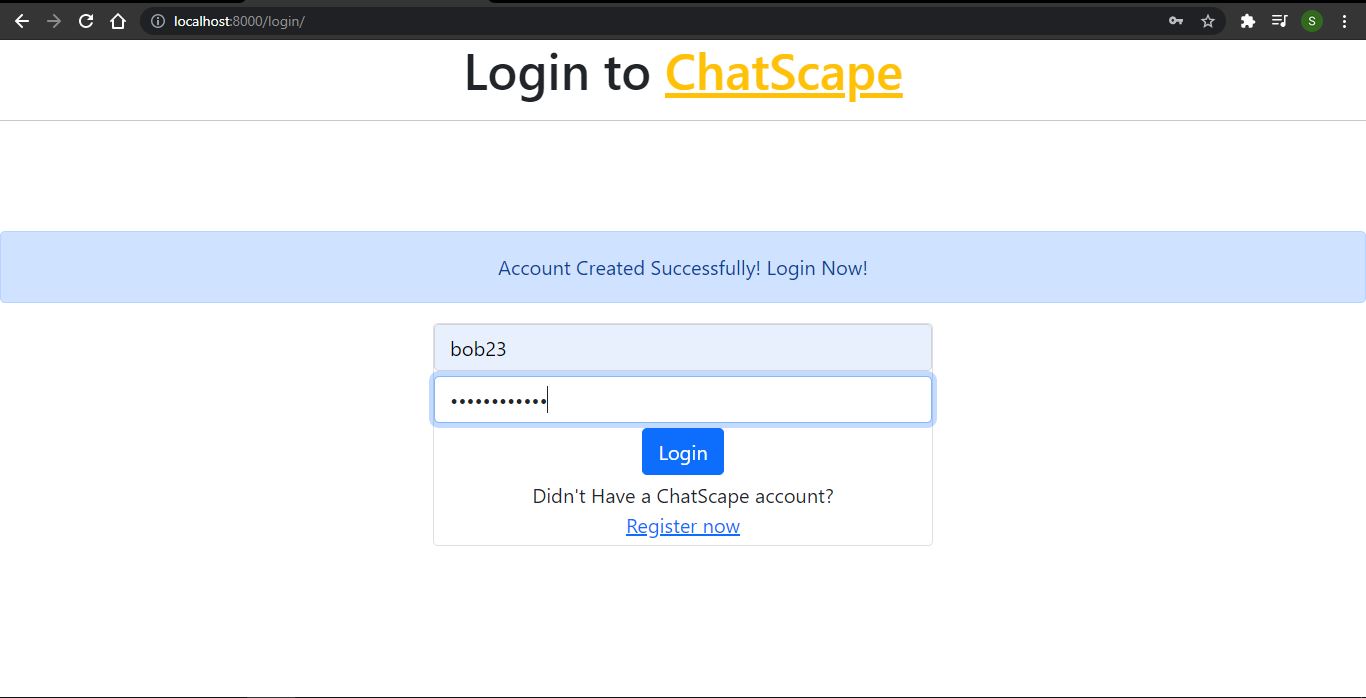 localhost:8000/login/
S
Login to ChatScape
Account Created Successfully! Login Now!
bob23
••••••••••••
Login
Didn't Have a ChatScape account?
Register now